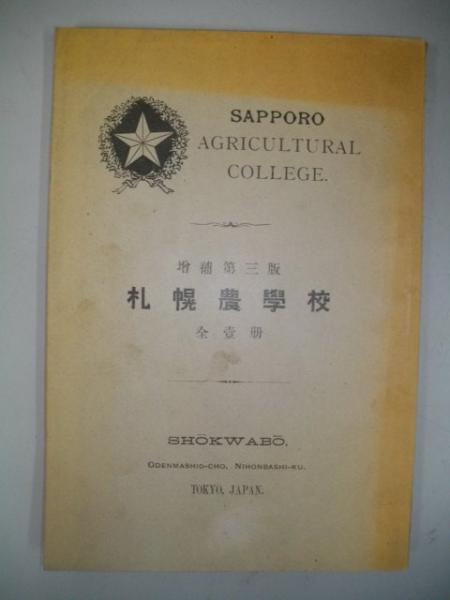 SAPPORO
AGRICULTURAL
COLLEGE.
增補第三版
札幌農學校
全壹册
SHŌKWABŌ,
ODENMASHIO-CHO, NIHONBASHI-KU.
TOKYO, JAPAN.